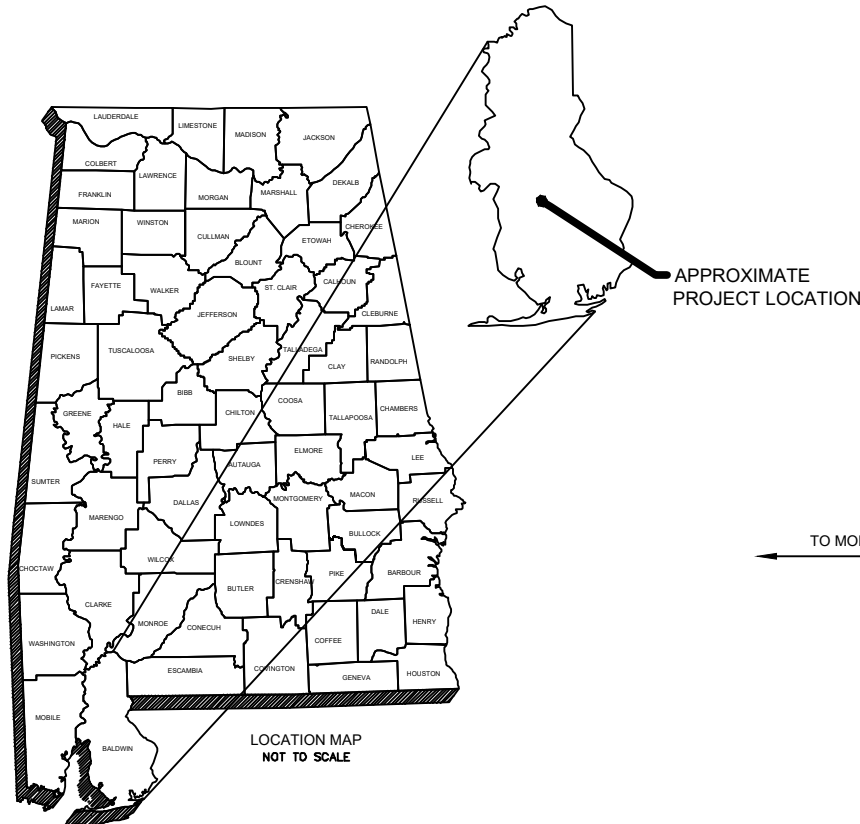 LAUDERDALE
LIMESTONE
MADISON
JACKSON
COLBERT
LAWRENCE
FRANKLIN
MORGAN
MARSHALL
DEKALB
MARION
WINSTON
CULLMAN
CHEROKEE
ETOWAH
BLOUNT
FAYETTE
WALKER
ST. CLAIR
CALHOUN
LAMAR
JEFFERSON
CLEBURNE
PICKENS
TUSCALOOSA
SHELBY
TALLADEGA
CLAY
RANDOLPH
BIBB
GREENE
HALE
CHILTON
COOSA
TALLAPOOSA
CHAMBERS
PERRY
AUTAUGA
ELMORE
LEE
SUMTER
MARENGO
DALLAS
LOWNDES
MONTGOMERY
MACON
RUSSELL
BULLOCK
CHOCTAW
WILCOX
CLARKE
BUTLER
CRENSHAW
PIKE
BARBOUR
MONROE
CONECUH
DALE
HENRY
WASHINGTON
ESCAMBIA
COVINGTON
COFFEE
GENEVA
HOUSTON
MOBILE
BALDWIN
LOCATION MAP
NOT TO SCALE
APPROXIMATE
PROJECT LOCATION